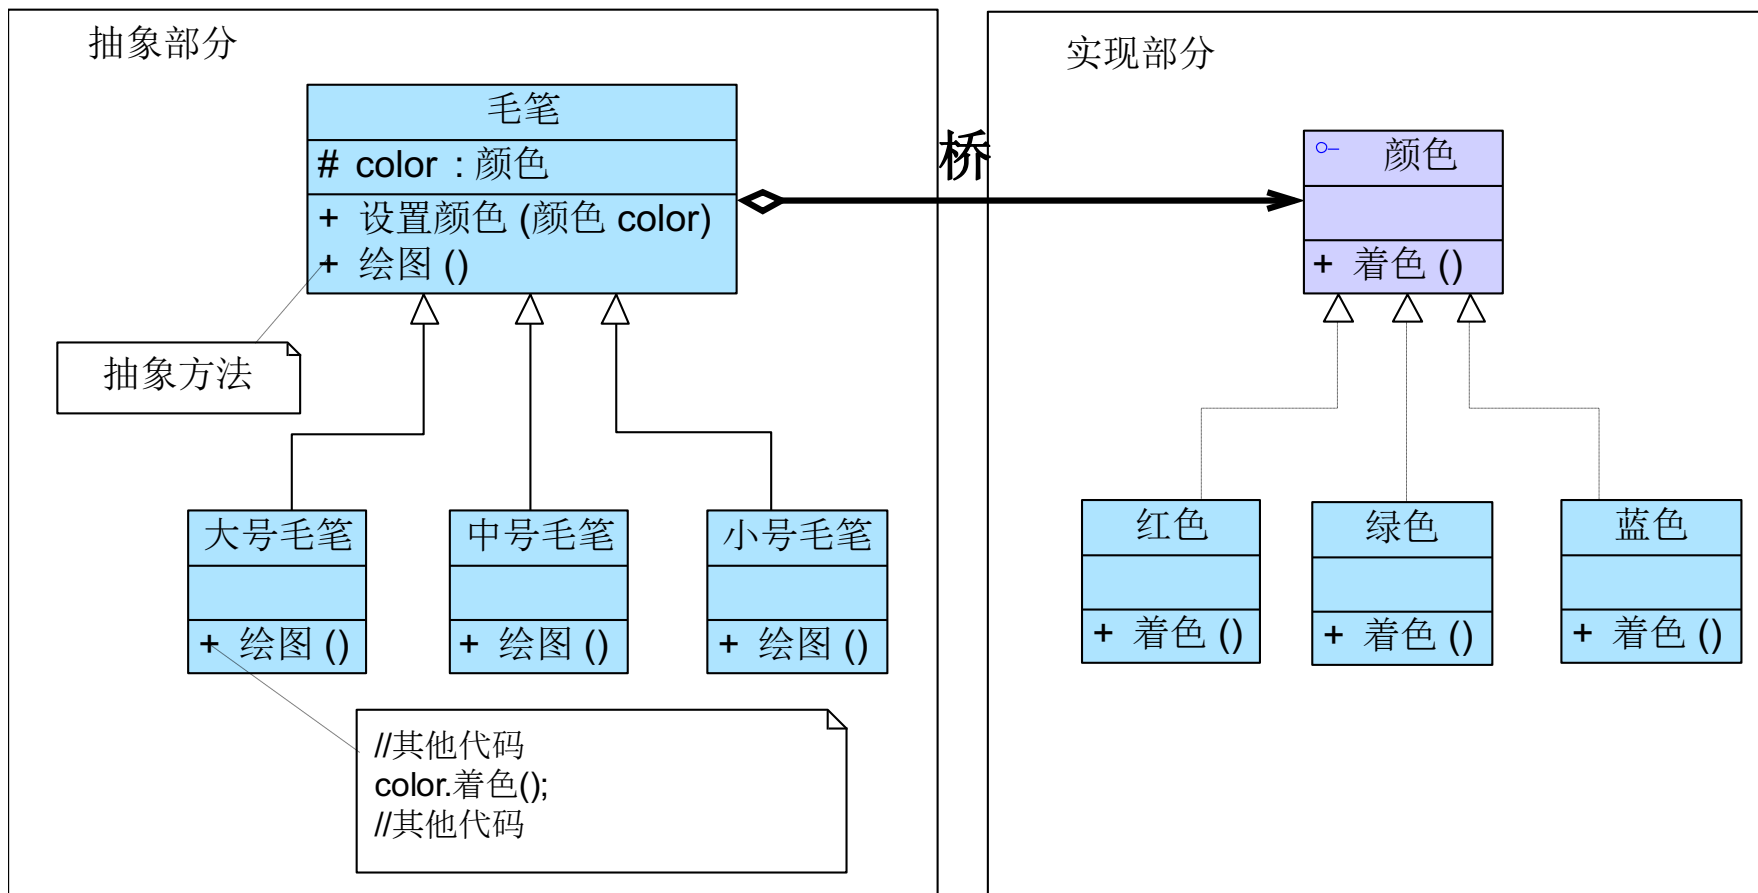 抽象部分
毛笔
# color : 颜色
+ 设置颜色 (颜色 color)
+ 绘图 ()
抽象方法
大号毛笔
+ 绘图 ()
中号毛笔
+ 绘图 ()
小号毛笔
+ 绘图 ()
//其他代码
color.着色();
//其他代码
桥
实现部分
颜色
+ 着色 ()
红色
+ 着色 ()
绿色
+ 着色 ()
蓝色
+ 着色 ()